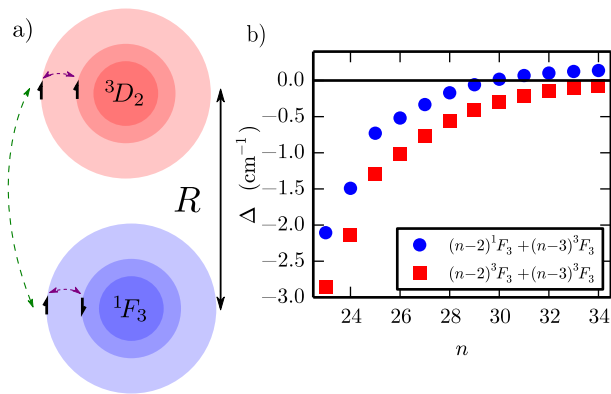 a)
³D₂
R
¹F₃
b)
0.0
−0.5
−1.0
−1.5
−2.0
−2.5
−3.0
Δ (cm⁻¹)
(n−2)¹F₃+(n−3)³F₃
(n−2)³F₃+(n−3)³F₃
24 26 28 30 32 34
n